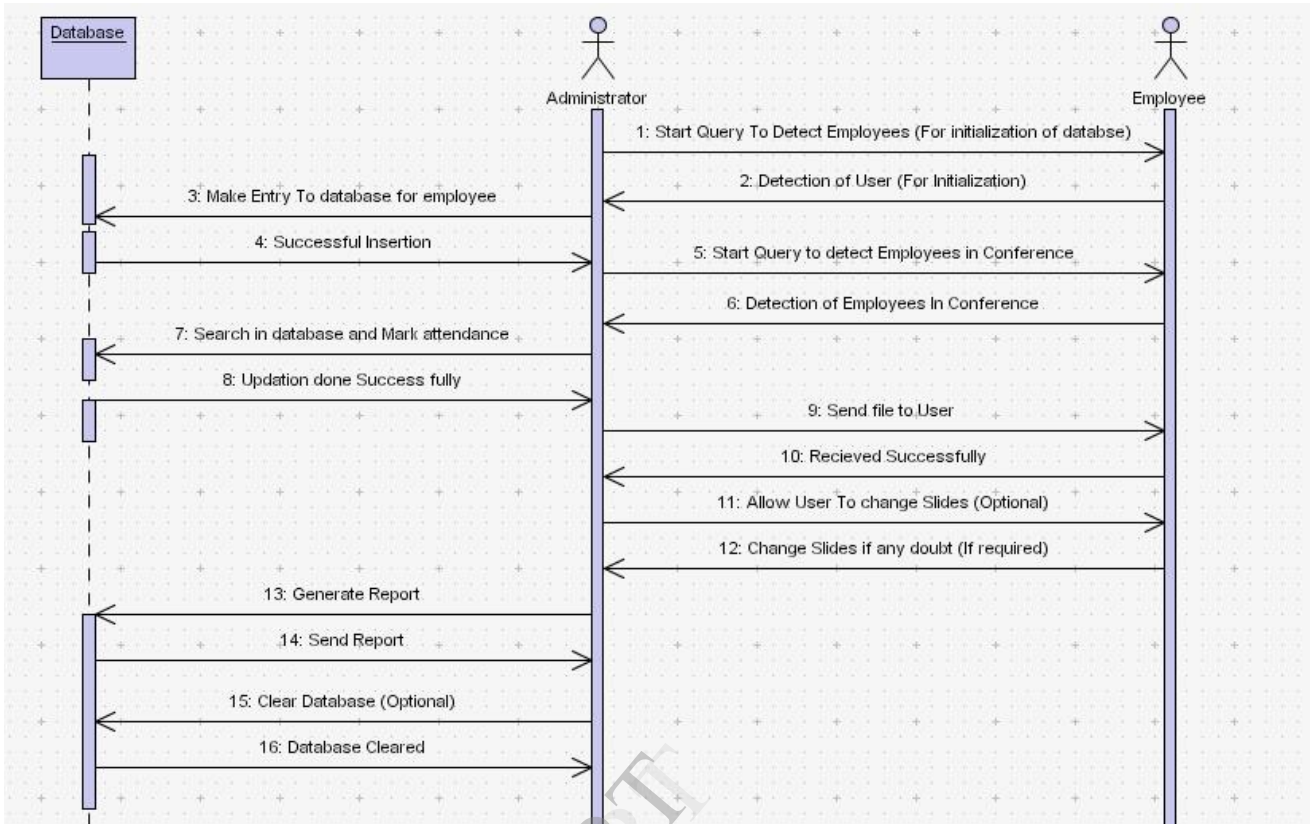 Database
Administrator
Employee
1: Start Query To Detect Employees (For initialization of databse)
2: Detection of User (For Initialization)
3: Make Entry To database for employee
4: Successful Insertion
5: Start Query to detect Employees in Conference
6: Detection of Employees In Conference
7: Search in database and Mark attendance
8: Updation done Success fully
9: Send file to User
10: Recieved Successfully
11: Allow User To change Slides (Optional)
12: Change Slides if any doubt (If required)
13: Generate Report
14: Send Report
15: Clear Database (Optional)
16: Database Cleared